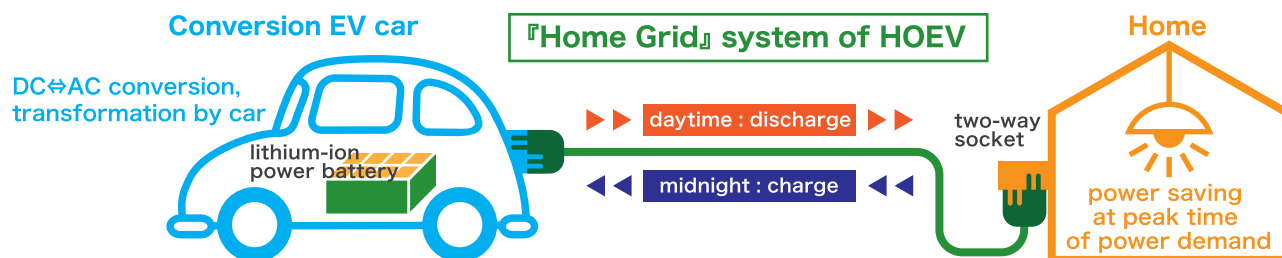 Conversion EV car
『Home Grid』 system of HOEV
Home
DC⇔AC conversion,
transformation by car
lithium-ion
power battery
daytime : discharge
midnight : charge
two-way
socket
power saving
at peak time
of power demand